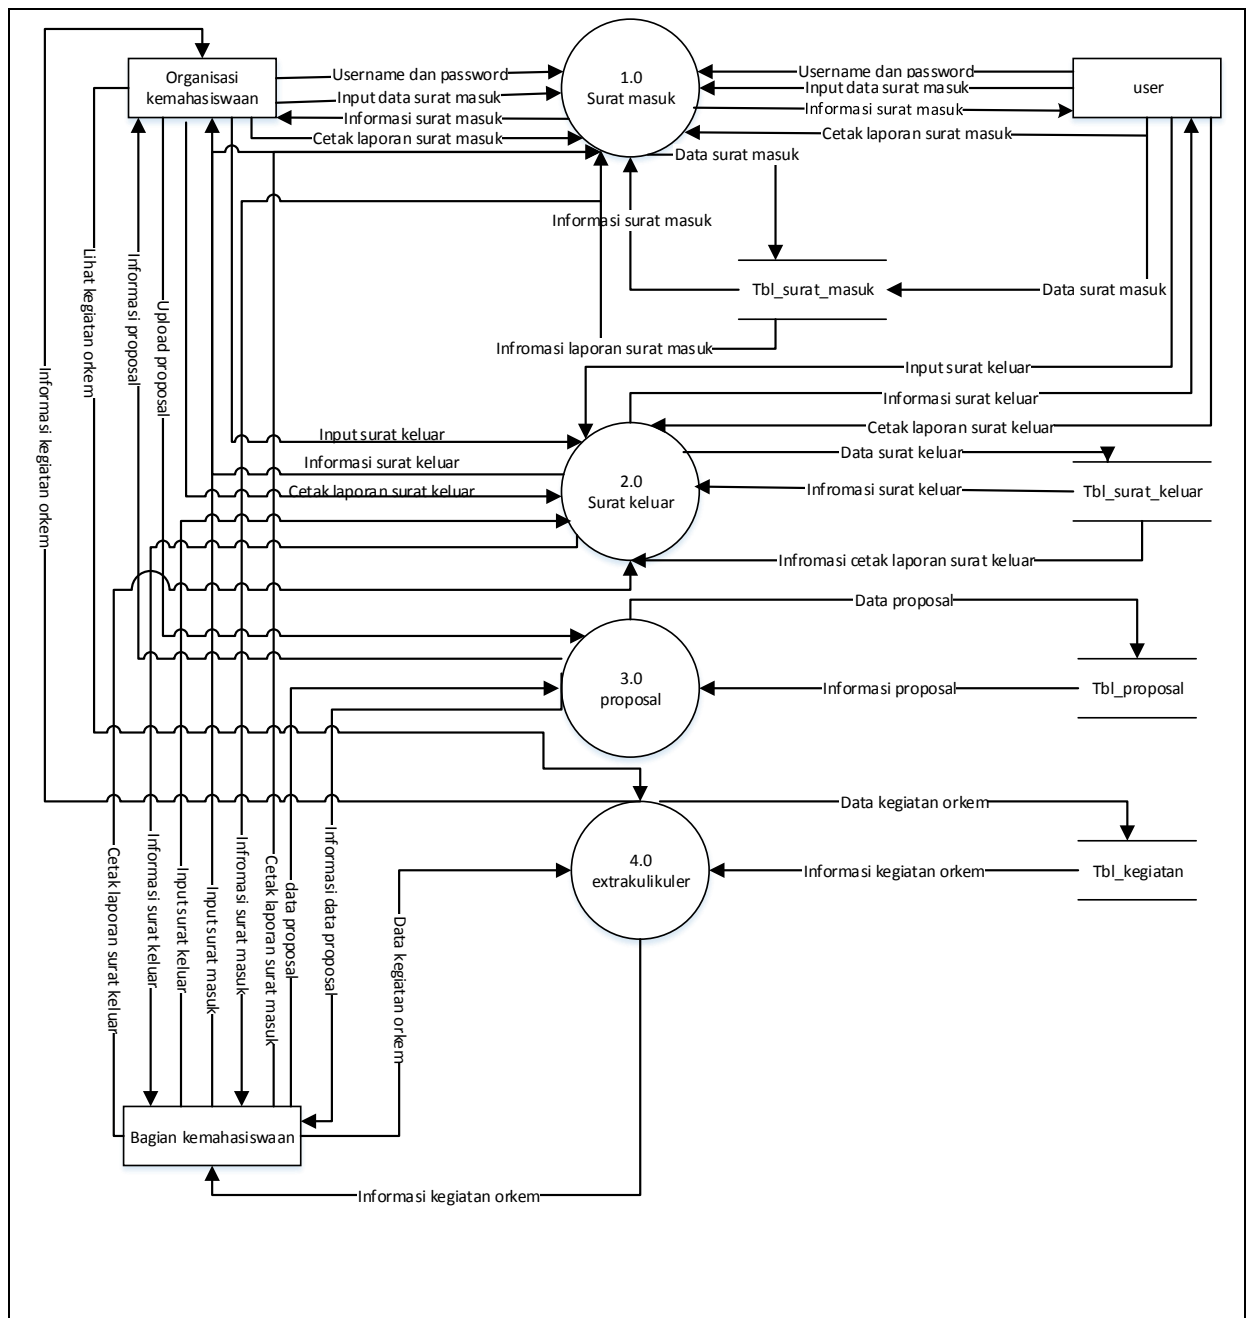 Organisasi
kemahasiswaan
1.0
Surat masuk
user
Username dan password
Input data surat masuk
Informasi surat masuk
Cetak laporan surat masuk
Username dan password
Input data surat masuk
Informasi surat masuk
Cetak laporan surat masuk
Data surat masuk
Informasi surat masuk
Tbl_surat_masuk
Data surat masuk
Infromasi laporan surat masuk
Lihat kegiatan orkem
Informasi proposal
Upload proposal
Informasi kegiatan orkem
Input surat keluar
Informasi surat keluar
Cetak laporan surat keluar
Input surat keluar
Informasi surat keluar
Cetak laporan surat keluar
2.0
Surat keluar
Data surat keluar
Infromasi surat keluar
Tbl_surat_keluar
Infromasi cetak laporan surat keluar
Data proposal
3.0
proposal
Informasi proposal
Tbl_proposal
Data kegiatan orkem
4.0
extrakulikuler
Informasi kegiatan orkem
Tbl_kegiatan
Cetak laporan surat keluar
Informasi surat keluar
Input surat keluar
Input surat masuk
Infromasi surat masuk
Cetak laporan surat masuk
data proposal
Informasi data proposal
Data kegiatan orkem
Bagian kemahasiswaan
Informasi kegiatan orkem